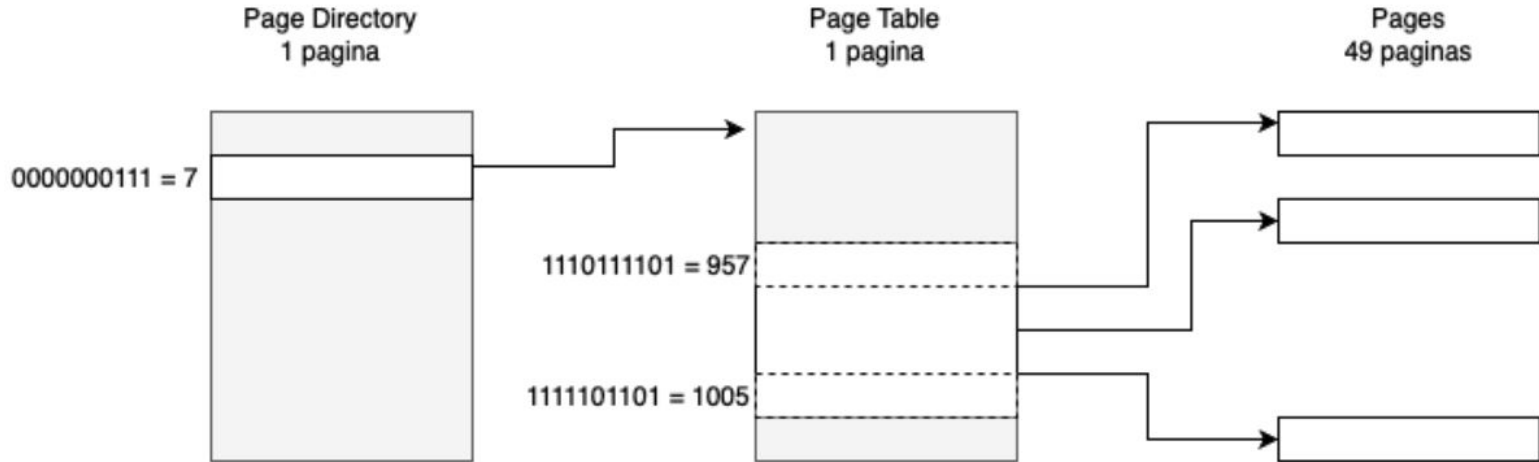 Page Directory
1 pagina
Page Table
1 pagina
Pages
49 paginas
0000000111 = 7
1110111101 = 957
1111101101 = 1005